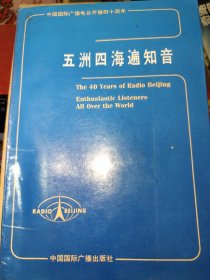 中国国际广播电台开播四十周年
五洲四海遍知音
The 40 Years of Radio Beijing
Enthusiastic Listeners
All Over the World
RADIO BEIJING
中国国际广播出版社